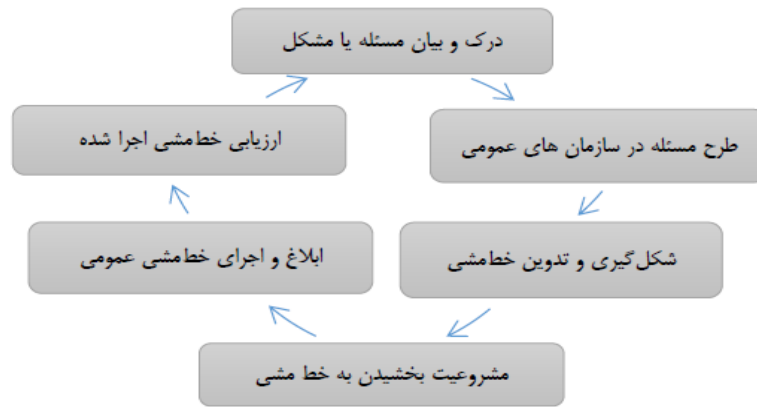 درک و بیان مسئله یا مشکل
طرح مسئله در سازمان های عمومی
شکل‌گیری و تدوین خط‌مشی
مشروعیت بخشیدن به خط مشی
ابلاغ و اجرای خط‌مشی عمومی
ارزیابی خط‌مشی اجرا شده